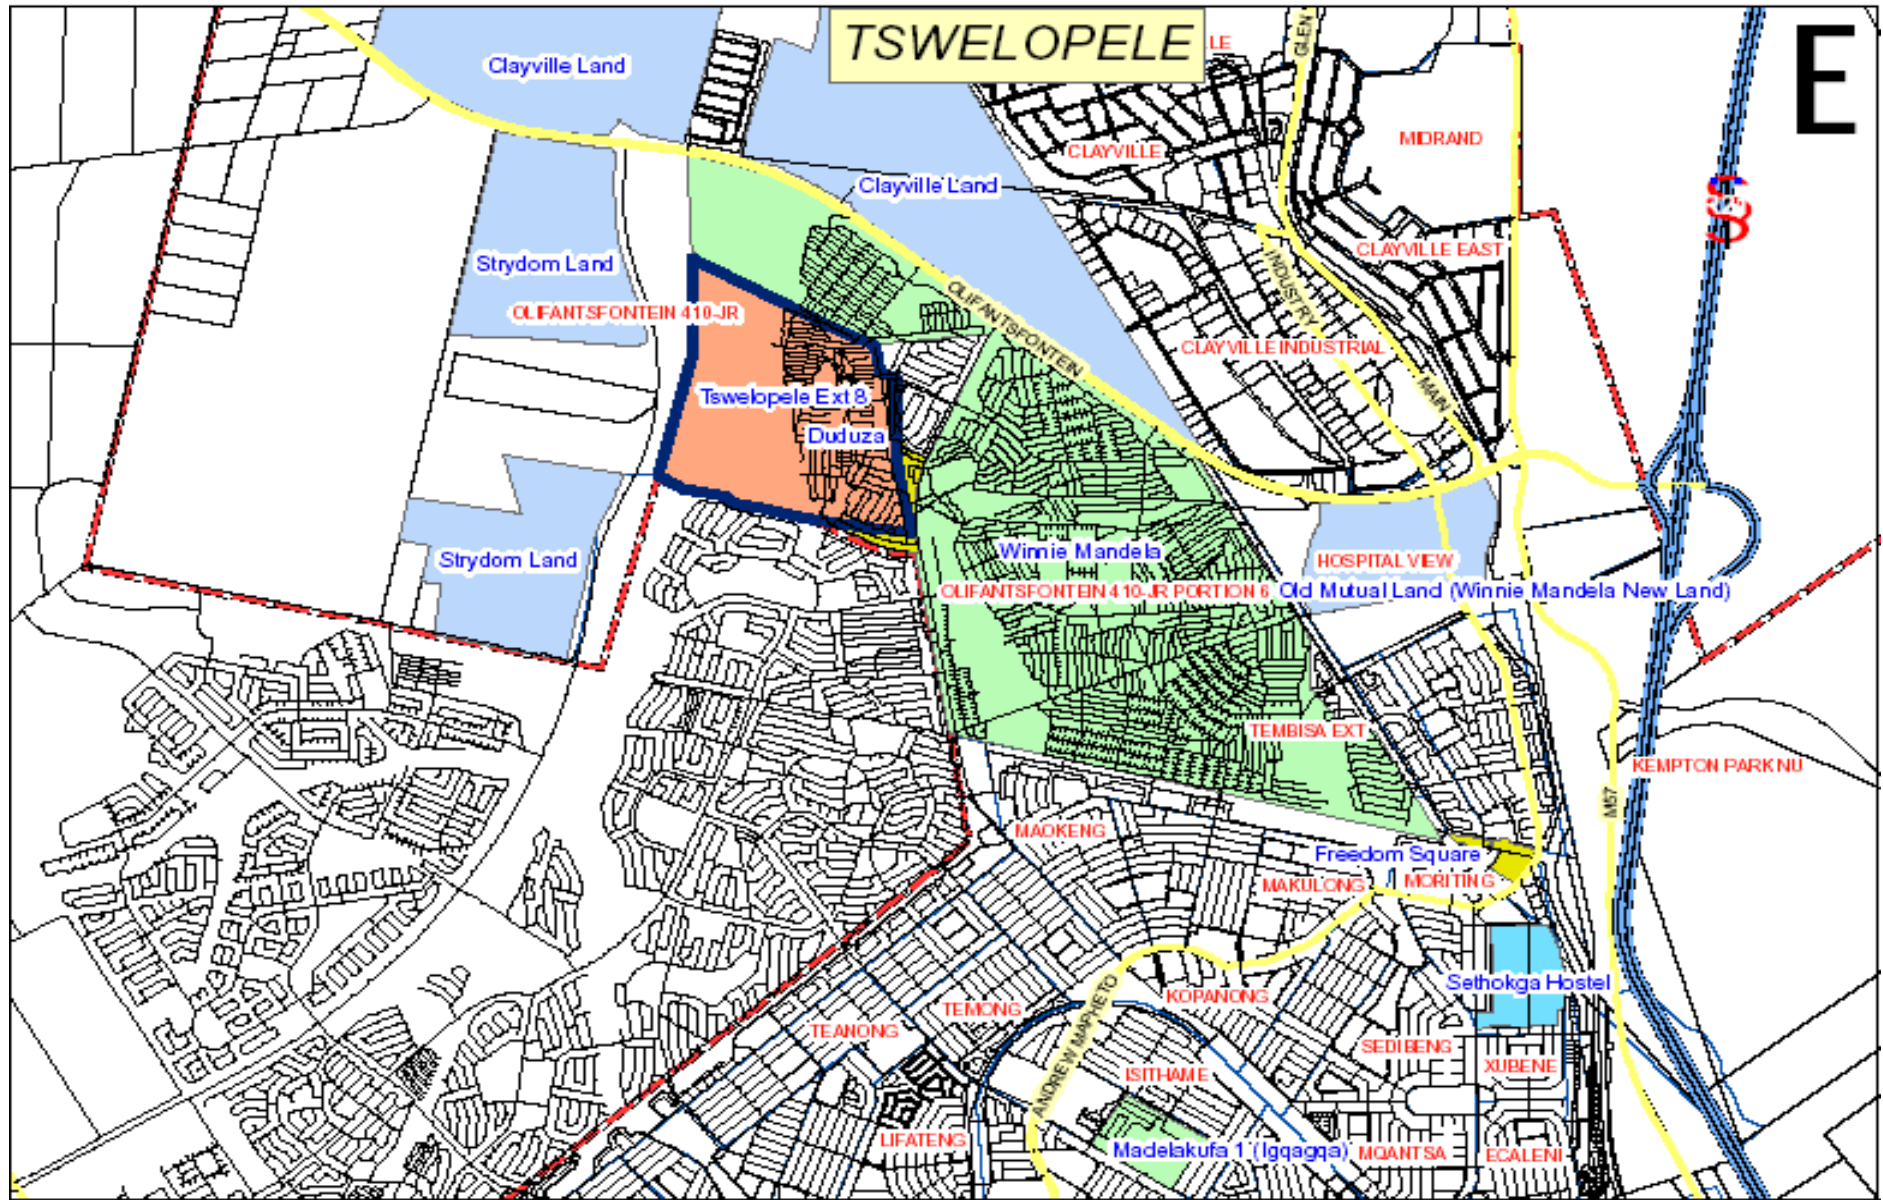 TSWELOPELE
E
LE
GLEN
Clayville Land
MIDRAND
CLAYVILLE
Clayville Land
CLAYVILLE EAST
Strydom Land
INDUSTRY
OLIFANTSFONTEIN
OLIFANTSFONTEIN 410-JR
CLAYVILLE INDUSTRIAL
MAIN
Tswelopele Ext 8
Duduza
Winnie Mandela
Strydom Land
HOSPITAL VIEW
OLIFANTSFONTEIN 410-JR PORTION 6
Old Mutual Land (Winnie Mandela New Land)
TEMBISA EXT
KEMPTON PARK NU
M57
MAOKENG
Freedom Square
MAKULONG
MORITING
Sethokga Hostel
KOPANONG
TEMONG
TEANONG
ANDREW MAPHETO
SEDIBENG
XUBENE
ISITHAME
LIFATENG
Madelakufa 1 (Igqagqa)
MQANTSA
ECALENI